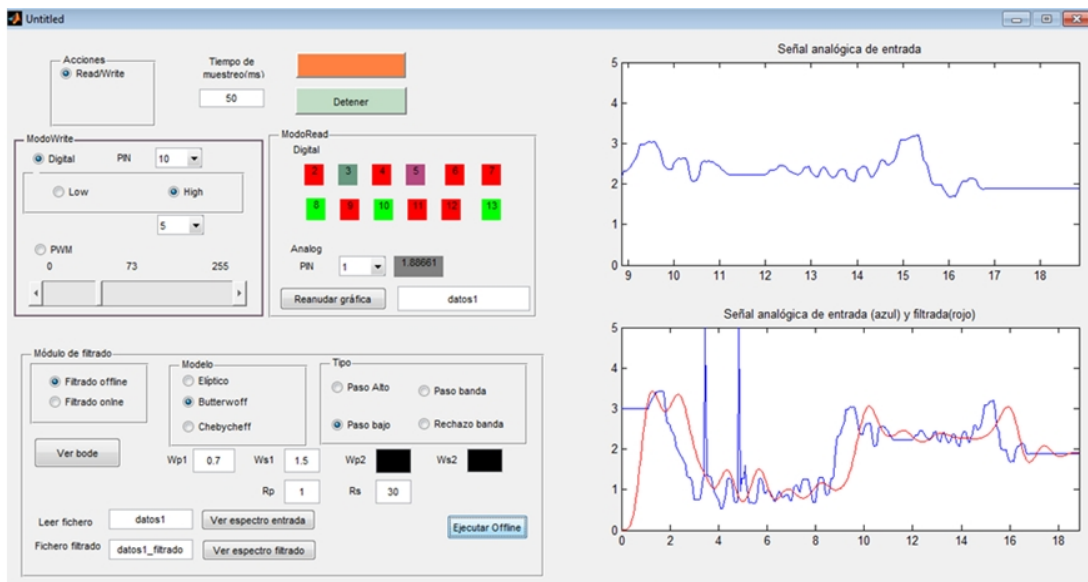 Untitled
Acciones
Read/Write
Tiempo de
muestreo(ms)
50
Detener
ModoWrite
Digital PIN 10
Low High
5
PWM
0 73 255
ModoRead
Digital
2 3 4 5 6 7
8 9 10 11 12 13
Analog
PIN 1 1.88661
Reanudar gráfica datos1
Módulo de filtrado
Filtrado offline
Filtrado onlne
Ver bode
Modelo
Elíptico
Butterwoff
Chebycheff
Tipo
Paso Alto Paso banda
Paso bajo Rechazo banda
Wp1 0.7 Ws1 1.5 Wp2 Ws2
Rp 1 Rs 30
Leer fichero datos1 Ver espectro entrada
Ejecutar Offline
Fichero filtrado datos1_filtrado Ver espectro filtrado
Señal analógica de entrada
5
4
3
2
1
0
9 10 11 12 13 14 15 16 17 18
Señal analógica de entrada (azul) y filtrada(rojo)
5
4
3
2
1
0
0 2 4 6 8 10 12 14 16 18